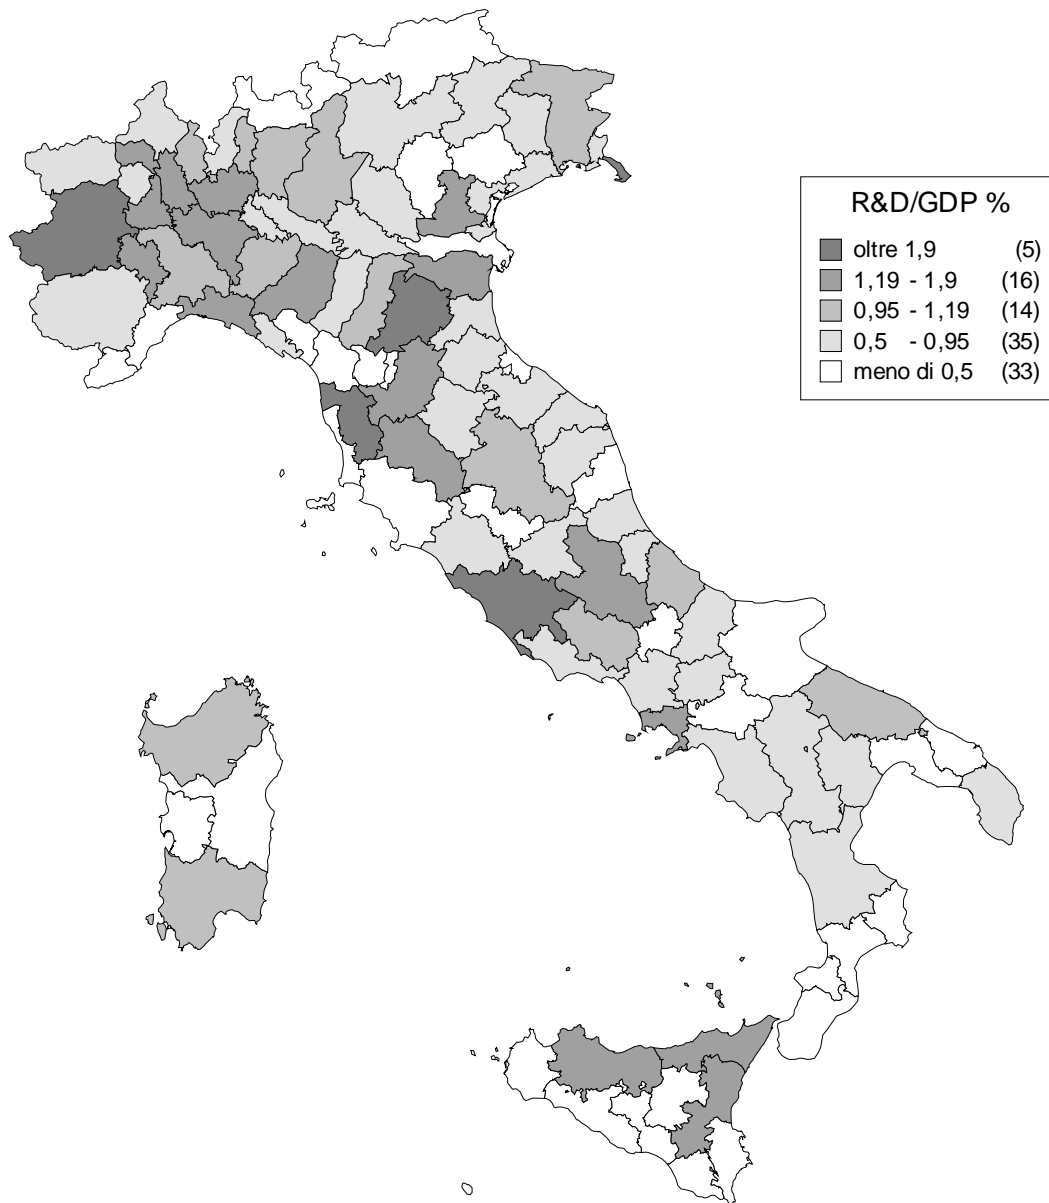 R&D/GDP %
oltre 1,9 (5)
1,19 - 1,9 (16)
0,95 - 1,19 (14)
0,5 - 0,95 (35)
meno di 0,5 (33)